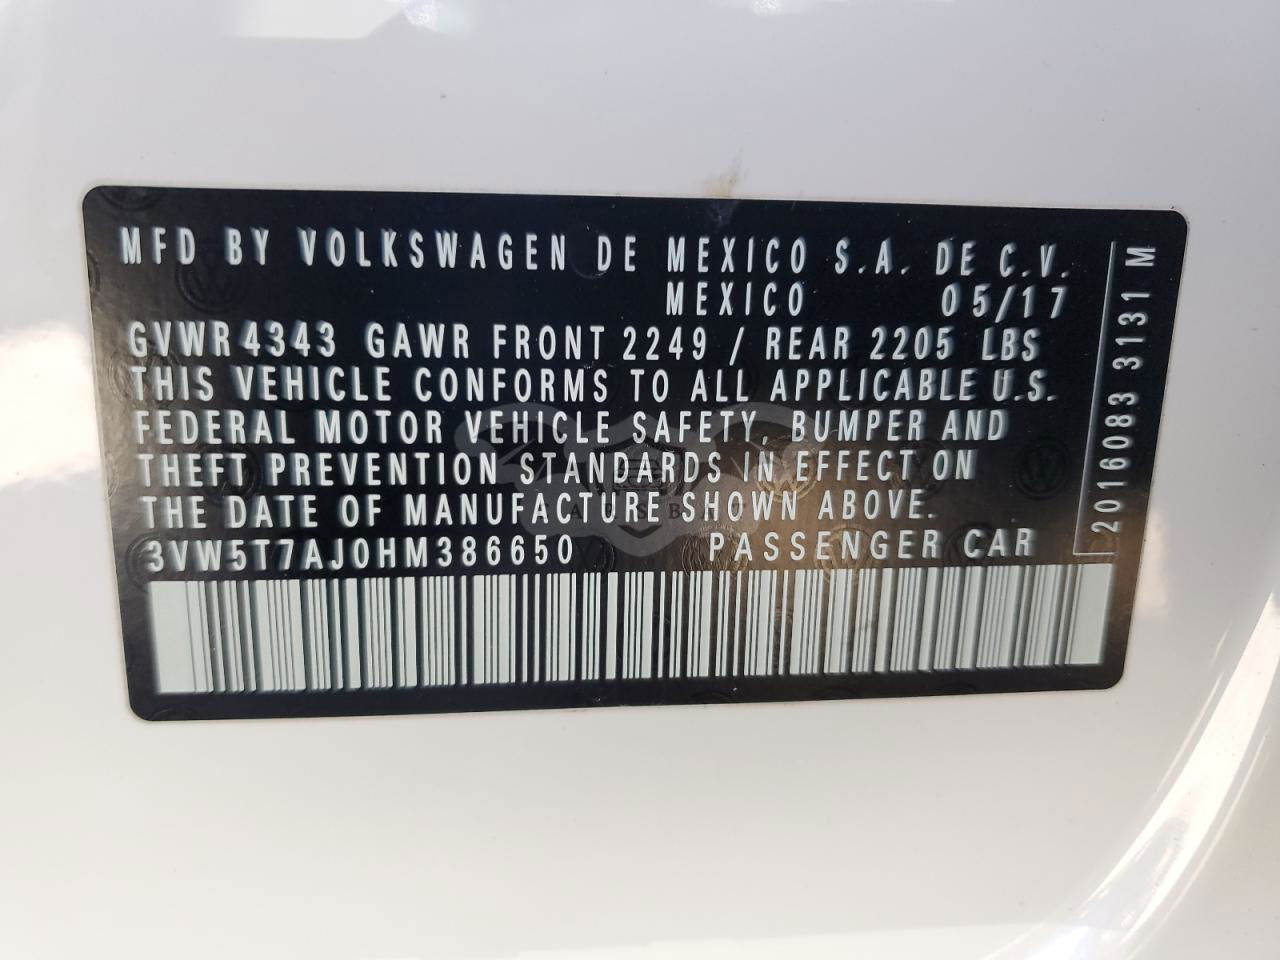 MFD BY VOLKSWAGEN DE MEXICO S.A. DE C.V.
MEXICO 05/17
GVWR 4343 GAWR FRONT 2249 / REAR 2205 LBS
THIS VEHICLE CONFORMS TO ALL APPLICABLE U.S.
FEDERAL MOTOR VEHICLE SAFETY, BUMPER AND
THEFT PREVENTION STANDARDS IN EFFECT ON
THE DATE OF MANUFACTURE SHOWN ABOVE.
3VW5T7AJ0HM386650 PASSENGER CAR
2016083 3131 M